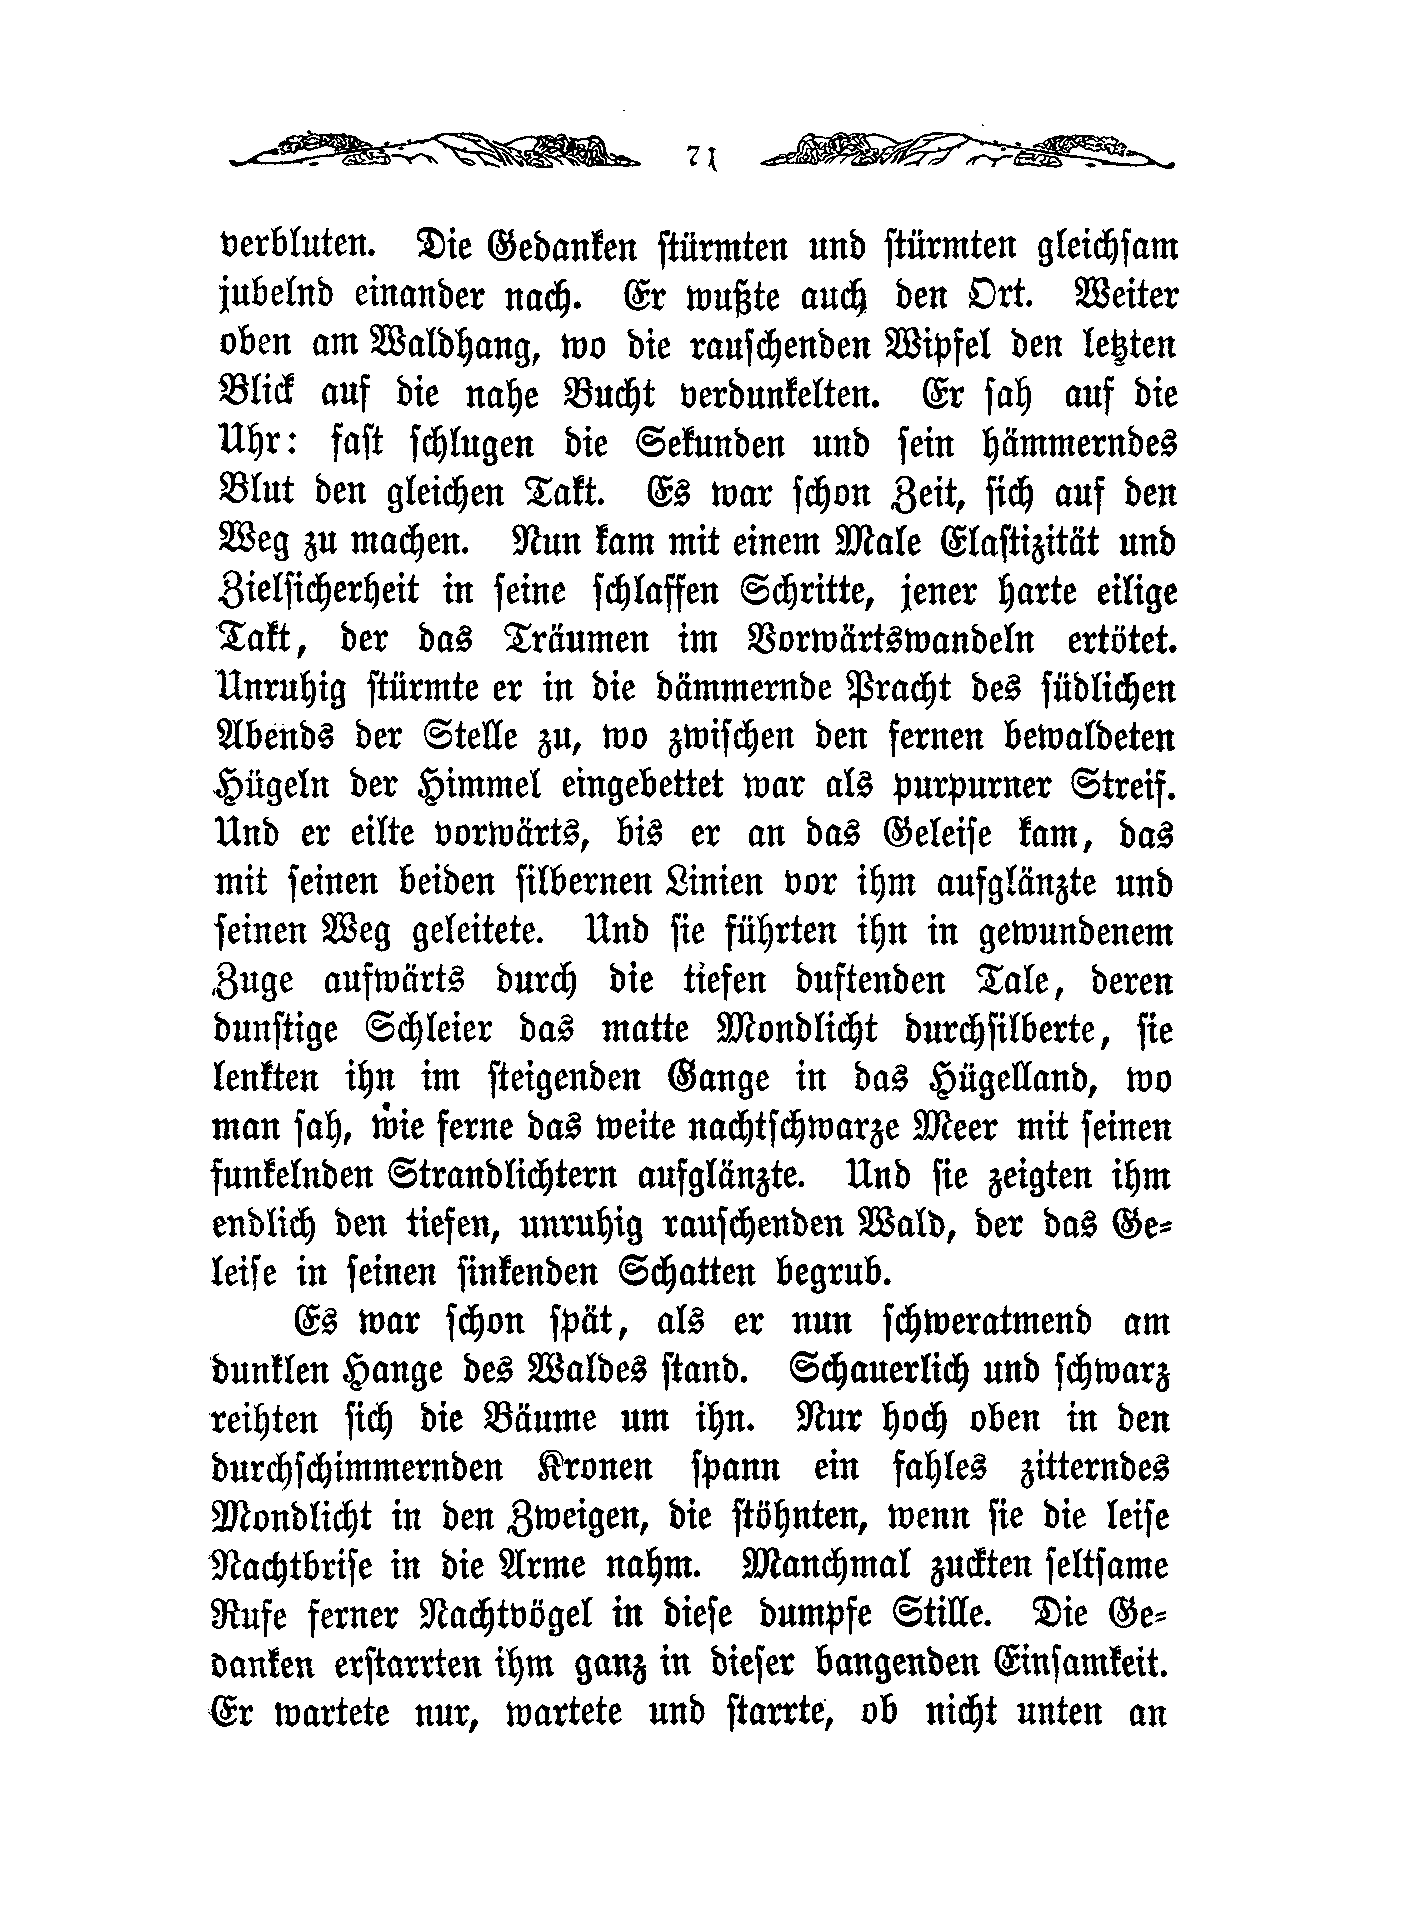 71
verbluten. Die Gedanken ſtürmten und ſtürmten gleichſam
jubelnd einander nach. Er wußte auch den Ort. Weiter
oben am Waldhang, wo die rauſchenden Wipfel den letzten
Blick auf die nahe Bucht verdunkelten. Er ſah auf die
Uhr: faſt ſchlugen die Sekunden und ſein hämmerndes
Blut den gleichen Takt. Es war ſchon Zeit, ſich auf den
Weg zu machen. Nun kam mit einem Male Elaſtizität und
Zielſicherheit in ſeine ſchlaffen Schritte, jener harte eilige
Takt, der das Träumen im Vorwärtswandeln ertötet.
Unruhig ſtürmte er in die dämmernde Pracht des ſüdlichen
Abends der Stelle zu, wo zwiſchen den fernen bewaldeten
Hügeln der Himmel eingebettet war als purpurner Streif.
Und er eilte vorwärts, bis er an das Geleiſe kam, das
mit ſeinen beiden ſilbernen Linien vor ihm aufglänzte und
ſeinen Weg geleitete. Und ſie führten ihn in gewundenem
Zuge aufwärts durch die tiefen duftenden Tale, deren
dunſtige Schleier das matte Mondlicht durchſilberte, ſie
lenkten ihn im ſteigenden Gange in das Hügelland, wo
man ſah, wie ferne das weite nachtſchwarze Meer mit ſeinen
funkelnden Strandlichtern aufglänzte. Und ſie zeigten ihm
endlich den tiefen, unruhig rauſchenden Wald, der das Ge⸗
leiſe in ſeinen ſinkenden Schatten begrub.
Es war ſchon ſpät, als er nun ſchweratmend am
dunklen Hange des Waldes ſtand. Schauerlich und ſchwarz
reihten ſich die Bäume um ihn. Nur hoch oben in den
durchſchimmernden Kronen ſpann ein fahles zitterndes
Mondlicht in den Zweigen, die ſtöhnten, wenn ſie die leiſe
Nachtbriſe in die Arme nahm. Manchmal zuckten ſeltſame
Rufe ferner Nachtvögel in dieſe dumpfe Stille. Die Ge⸗
danken erſtarrten ihm ganz in dieſer bangenden Einſamkeit.
Er wartete nur, wartete und ſtarrte, ob nicht unten an